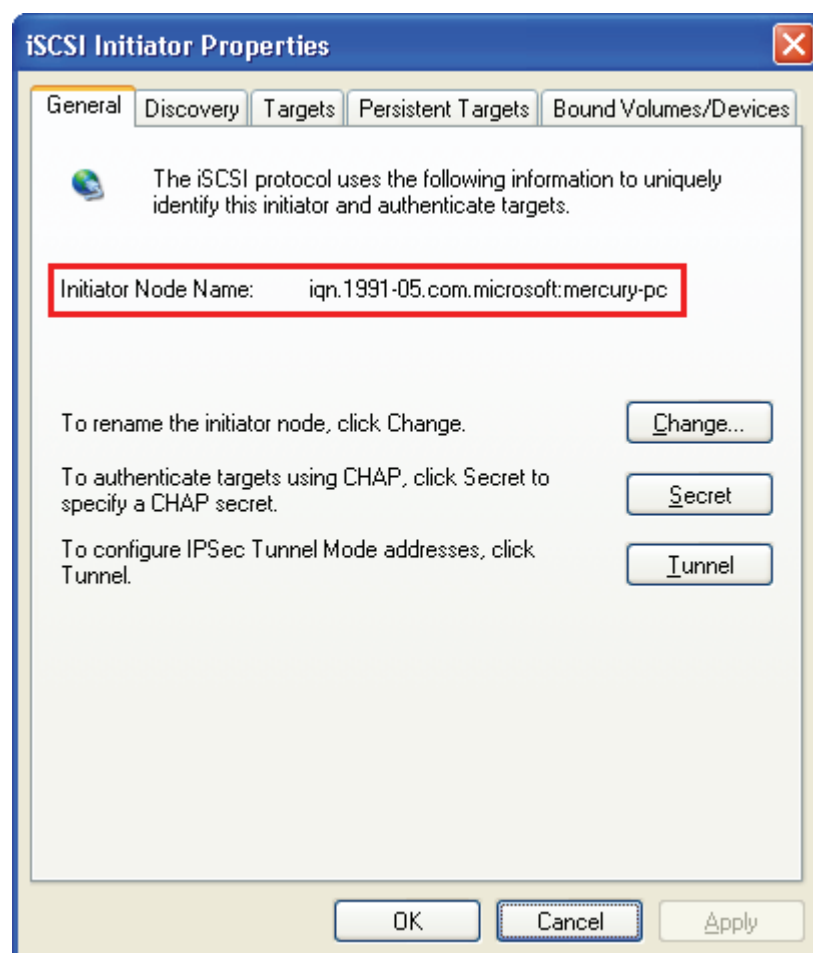 iSCSI Initiator Properties
General Discovery Targets Persistent Targets Bound Volumes/Devices
The iSCSI protocol uses the following information to uniquely
identify this initiator and authenticate targets.
Initiator Node Name: iqn.1991-05.com.microsoft:mercury-pc
To rename the initiator node, click Change.
Change...
To authenticate targets using CHAP, click Secret to
specify a CHAP secret.
Secret
To configure IPSec Tunnel Mode addresses, click
Tunnel.
Tunnel
OK Cancel Apply